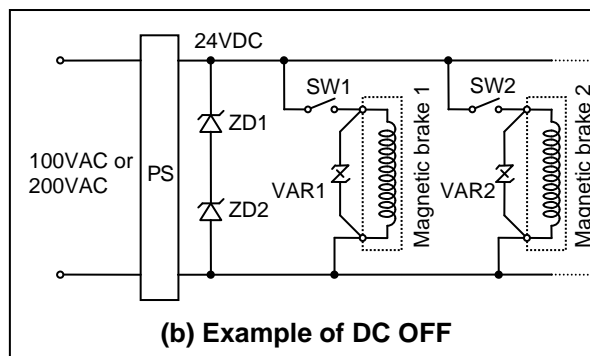 24VDC
SW1
SW2
ZD1
100VAC or
200VAC
PS
VAR1
Magnetic brake 1
VAR2
Magnetic brake 2
ZD2
(b) Example of DC OFF